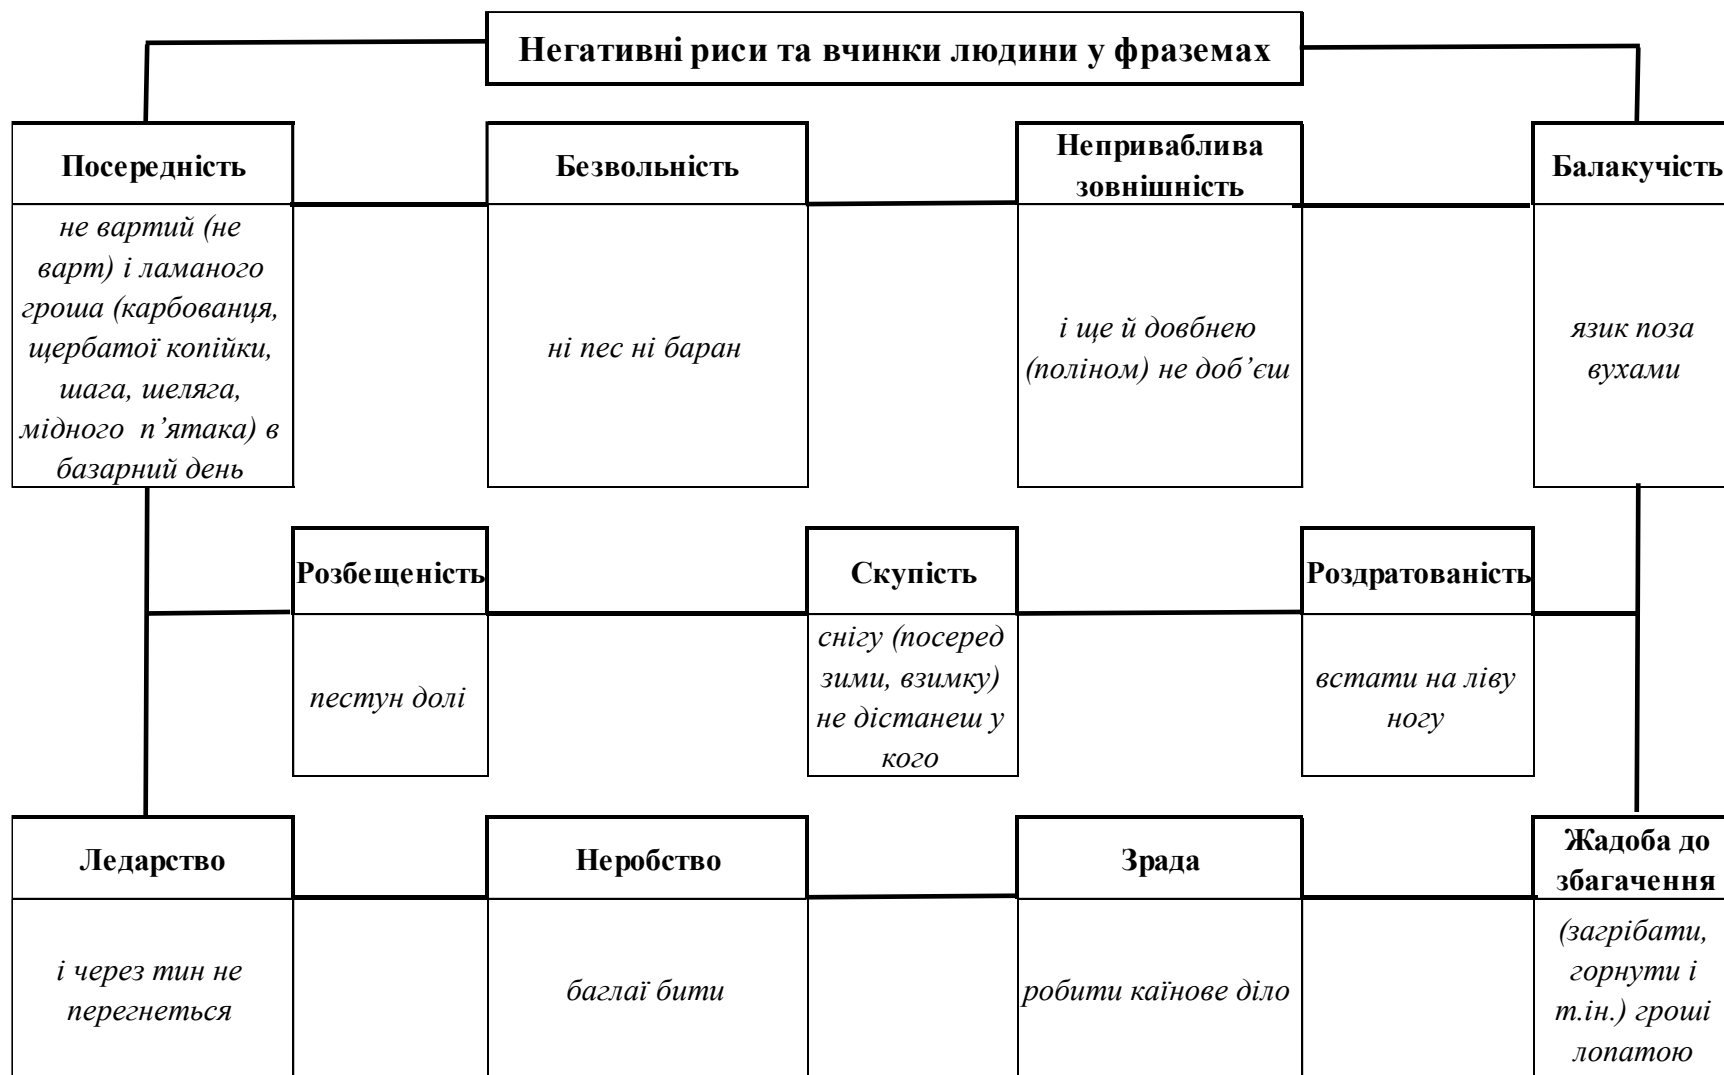 Негативні риси та вчинки людини у фраземах
Посередність
Безвольність
Неприваблива
зовнішність
Балакучість
не вартий (не
варт) і ламаного
гроша (карбованця,
щербатої копійки,
шага, шеляга,
мідного п’ятака) в
базарний день
ні пес ні баран
і ще й довбнею
(поліном) не доб’єш
язик поза
вухами
Розбещеність
Скупість
Роздратованість
пестун долі
снігу (посеред
зими, взимку)
не дістанеш у
кого
встати на ліву
ногу
Ледарство
Неробство
Зрада
Жадоба до
збагачення
і через тин не
перегнеться
баглаї бити
робити каїнове діло
(загрібати,
горнути і
т.ін.) гроші
лопатою